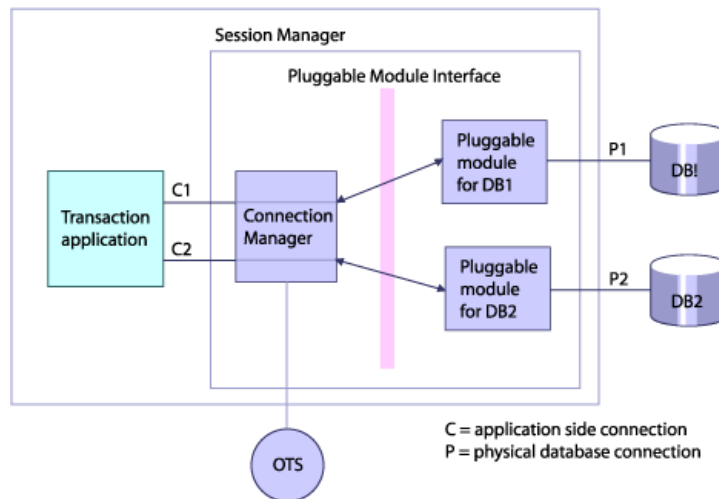 Session Manager
Pluggable Module Interface
Pluggable
module
for DB1
P1
DB!
C1
Transaction
application
Connection
Manager
C2
Pluggable
module
for DB2
P2
DB2
C = application side connection
P = physical database connection
OTS